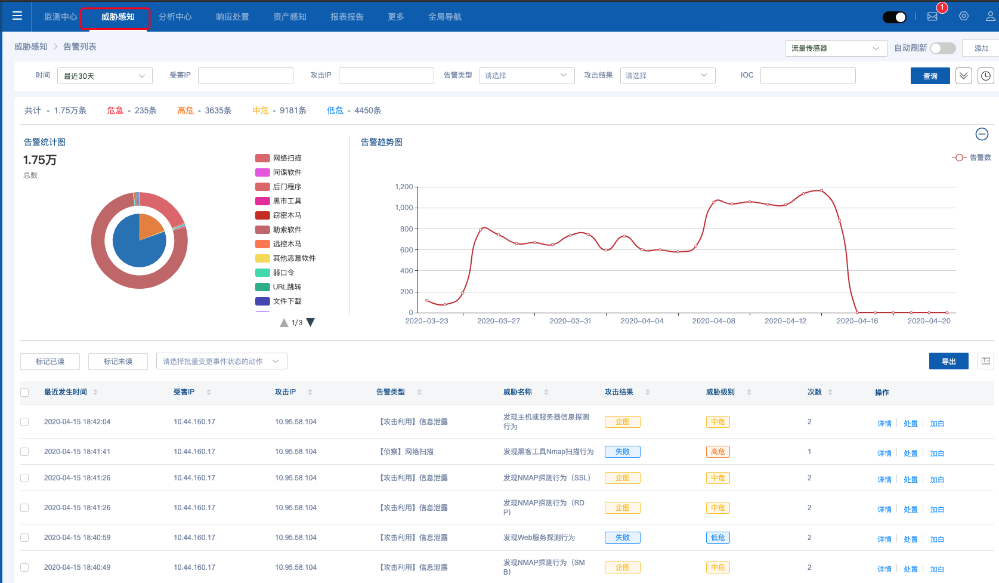 监测中心 威胁感知 分析中心 响应处置 资产感知 报表报告 更多 全局导航 1
威胁感知 > 告警列表 流量传感器 自动刷新 添加
时间 最近30天 受害IP 攻击IP 告警类型 请选择 攻击结果 请选择 IOC 查询
共计 - 1.75万条 危急 - 235条 高危 - 3635条 中危 - 9181条 低危 - 4450条
告警统计图
1.75万
总数
网络扫描
间谍软件
后门程序
黑市工具
窃密木马
勒索软件
远控木马
其他恶意软件
弱口令
URL跳转
文件下载
1/3
告警趋势图
告警数
1,200
1,000
800
600
400
200
0
2020-03-23 2020-03-27 2020-03-31 2020-04-04 2020-04-08 2020-04-12 2020-04-16 2020-04-20
标记已读 标记未读 请选择批量变更事件状态的动作 导出
最近发生时间 受害IP 攻击IP 告警类型 威胁名称 攻击结果 威胁级别 次数 操作
2020-04-15 18:42:04 10.44.160.17 10.95.58.104 【攻击利用】信息泄露 发现主机或服务器信息探测 企图 中危 2 详情 处置 加白
行为
2020-04-15 18:41:41 10.44.160.17 10.95.58.104 【侦察】网络扫描 发现黑客工具Nmap扫描行为 失败 高危 1 详情 处置 加白
2020-04-15 18:41:26 10.44.160.17 10.95.58.104 【攻击利用】信息泄露 发现NMAP探测行为（SSL） 企图 中危 2 详情 处置 加白
2020-04-15 18:41:26 10.44.160.17 10.95.58.104 【攻击利用】信息泄露 发现NMAP探测行为（RD 企图 中危 2 详情 处置 加白
P）
2020-04-15 18:40:59 10.44.160.17 10.95.58.104 【攻击利用】信息泄露 发现Web服务探测行为 失败 低危 2 详情 处置 加白
2020-04-15 18:40:49 10.44.160.17 10.95.58.104 【攻击利用】信息泄露 发现NMAP探测行为（SM 企图 中危 2 详情 处置 加白
B）